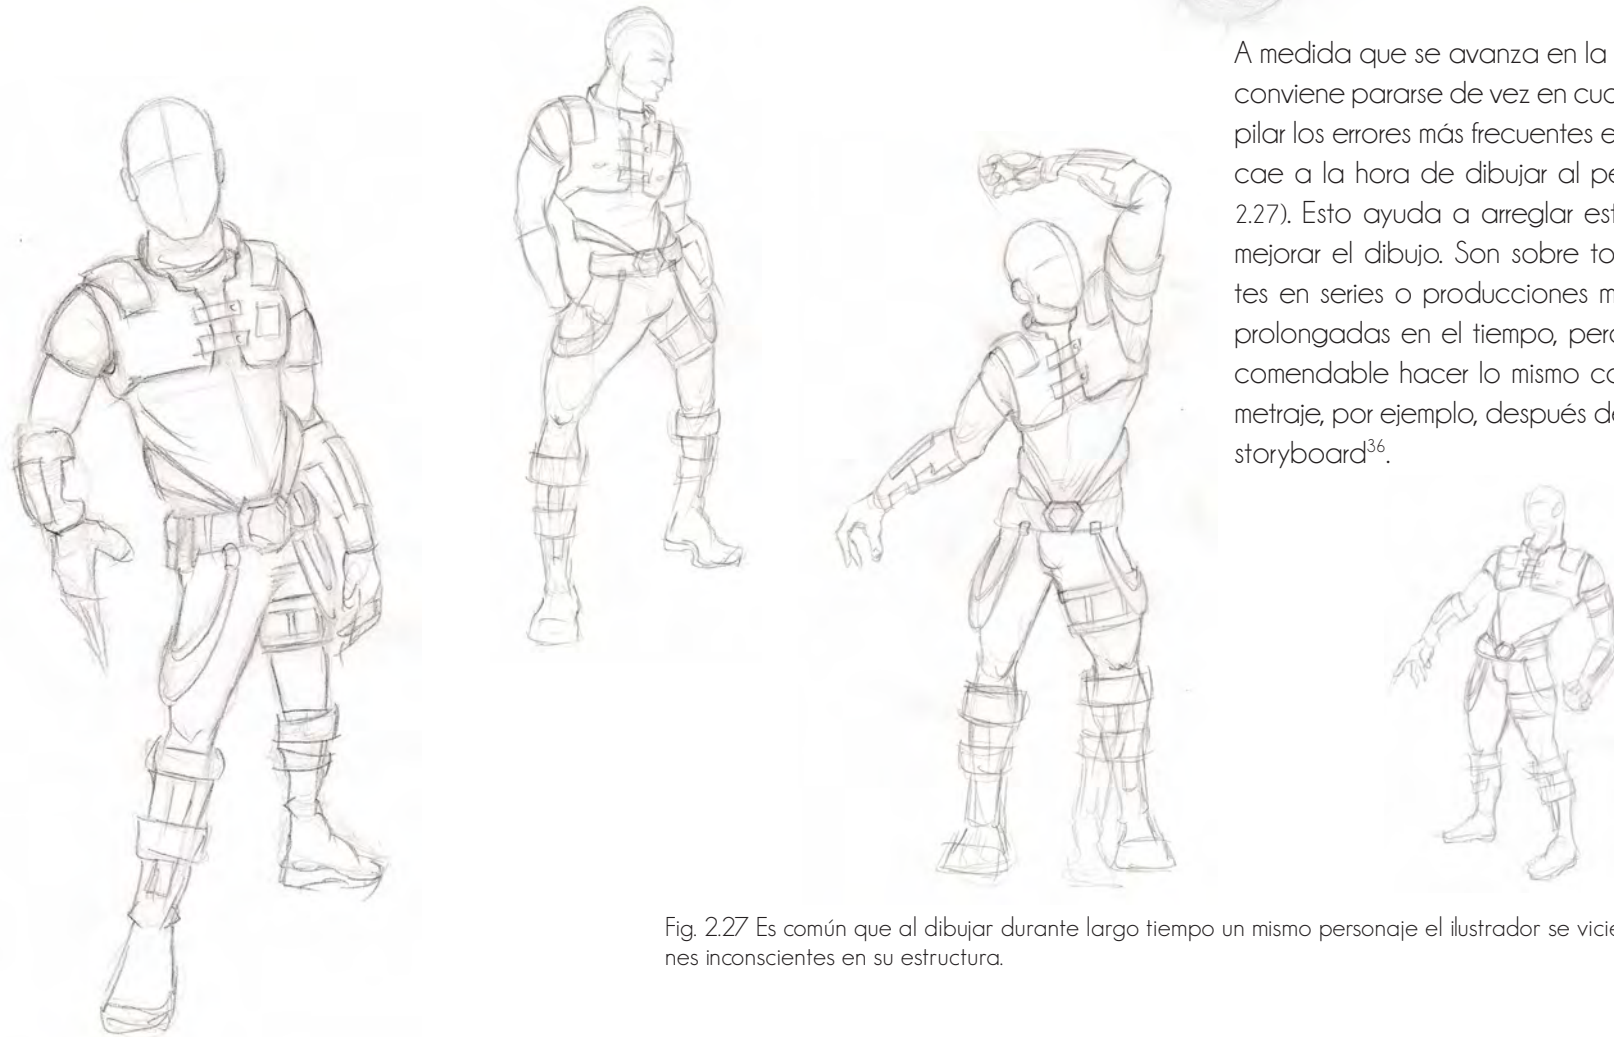 A medida que se avanza en la
conviene pararse de vez en cua
pilar los errores más frecuentes e
cae a la hora de dibujar al pe
2.27). Esto ayuda a arreglar est
mejorar el dibujo. Son sobre to
tes en series o producciones m
prolongadas en el tiempo, pero
comendable hacer lo mismo co
metraje, por ejemplo, después de
storyboard³⁶.
Fig. 2.27 Es común que al dibujar durante largo tiempo un mismo personaje el ilustrador se vicie
nes inconscientes en su estructura.